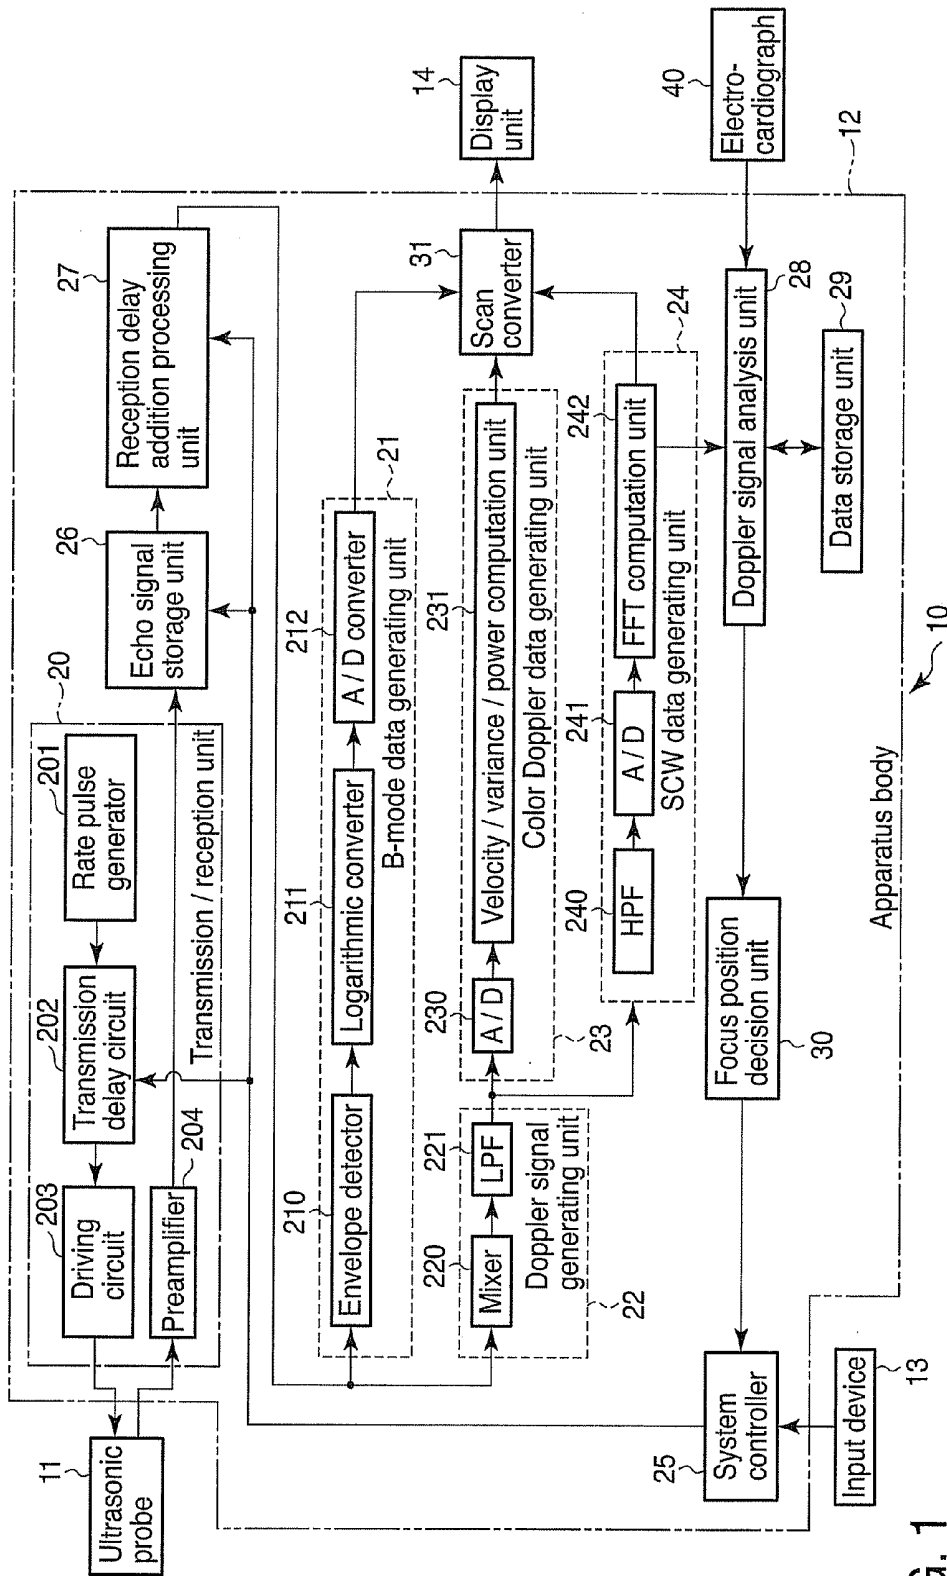 11
Ultrasonic
probe
20
203
Driving
circuit
202
Transmission
delay circuit
201
Rate pulse
generator
Preamplifier
204
Transmission / reception unit
26
Echo signal
storage unit
27
Reception delay
addition processing
unit
210
Envelope detector
211
Logarithmic converter
212
A / D converter
21
B-mode data generating unit
220
Mixer
221
LPF
Doppler signal
generating unit
22
230
A / D
231
Velocity / variance / power computation unit
Color Doppler data generating unit
23
31
Scan
converter
14
Display
unit
240
HPF
241
A / D
242
FFT computation unit
SCW data generating unit
24
25
System
controller
Focus position
decision unit
30
Doppler signal analysis unit
28
40
Electro-
cardiograph
12
Input device
13
Data storage unit
29
Apparatus body
10
G. 1